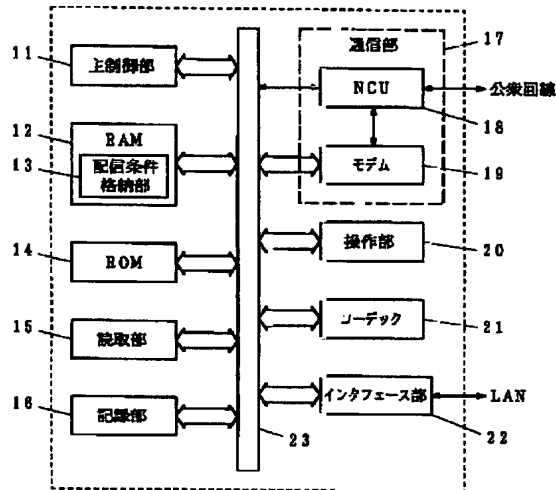 11
主制御部
12
RAM
13
配信条件
格納部
14
ROM
15
読取部
16
記録部
通信部
17
NCU
公衆回線
18
モデム
19
操作部
20
コーデック
21
インタフェース部
LAN
22
23